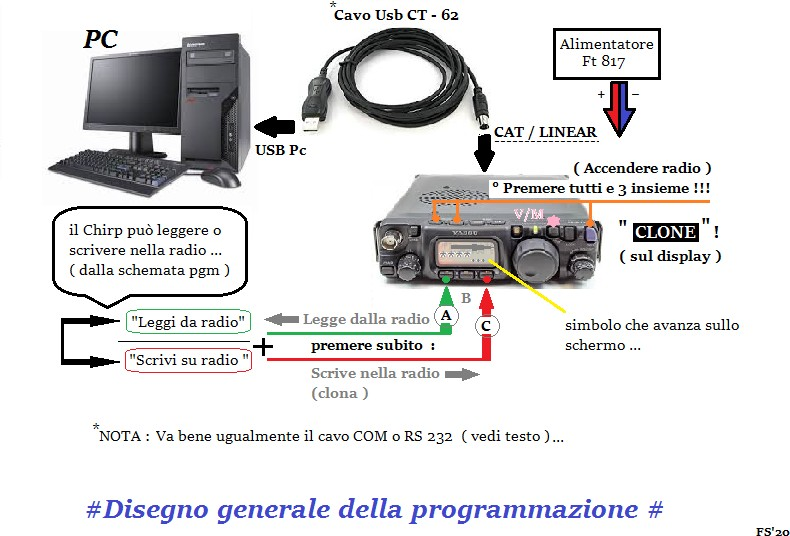 *Cavo Usb CT - 62
PC
Alimentatore
Ft 817
+ −
USB Pc
CAT / LINEAR
( Accendere radio )
° Premere tutti e 3 insieme !!!
V/M *
YAESU
" CLONE " !
( sul display )
il Chirp può leggere o
scrivere nella radio ...
( dalla schemata pgm )
"Leggi da radio"
Legge dalla radio
A
B
C
simbolo che avanza sullo
schermo ...
+
premere subito :
"Scrivi su radio "
Scrive nella radio
(clona )
*NOTA : Va bene ugualmente il cavo COM o RS 232 ( vedi testo ) ...
#Disegno generale della programmazione #
FS'20